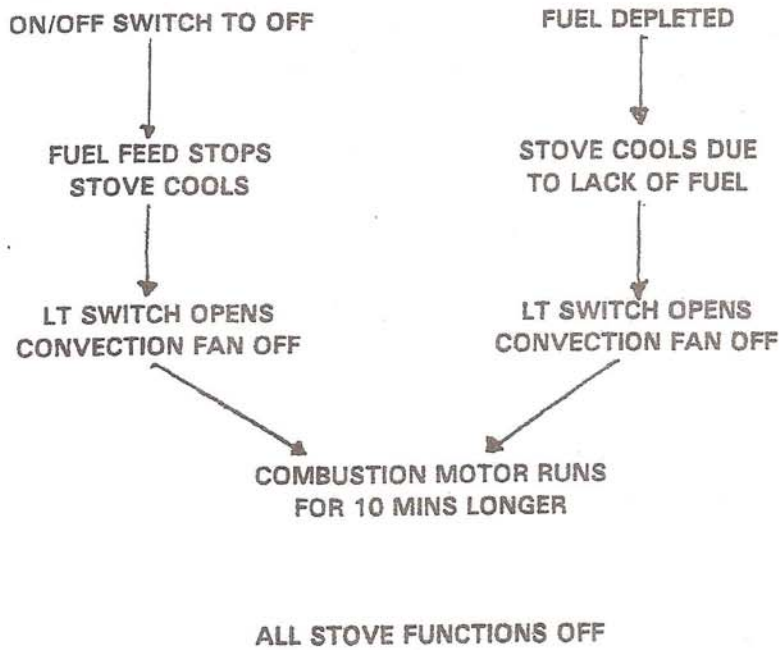 ON/OFF SWITCH TO OFF
FUEL FEED STOPS
STOVE COOLS
LT SWITCH OPENS
CONVECTION FAN OFF
FUEL DEPLETED
STOVE COOLS DUE
TO LACK OF FUEL
LT SWITCH OPENS
CONVECTION FAN OFF
COMBUSTION MOTOR RUNS
FOR 10 MINS LONGER
ALL STOVE FUNCTIONS OFF